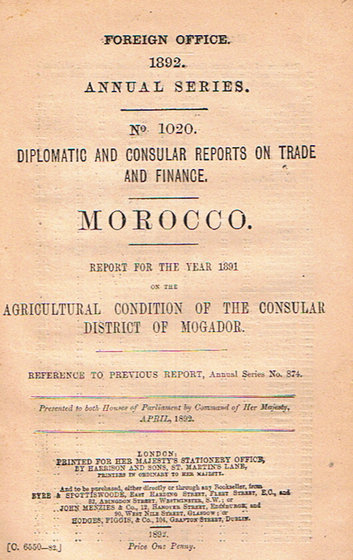 FOREIGN OFFICE.
1892.
ANNUAL SERIES.
No 1020.
DIPLOMATIC AND CONSULAR REPORTS ON TRADE
AND FINANCE.
MOROCCO.
REPORT FOR THE YEAR 1891
ON THE
AGRICULTURAL CONDITION OF THE CONSULAR
DISTRICT OF MOGADOR.
REFERENCE TO PREVIOUS REPORT, Annual Series No. 874.
Presented to both Houses of Parliament by Command of Her Majesty,
APRIL, 1892.
LONDON:
PRINTED FOR HER MAJESTY'S STATIONERY OFFICE,
BY HARRISON AND SONS, ST. MARTIN'S LANE,
PRINTERS IN ORDINARY TO HER MAJESTY.
And to be purchased, either directly or through any Bookseller, from
EYRE & SPOTTISWOODE, EAST HARDING STREET, FLEET STREET, E.C., and
32, ABINGDON STREET, WESTMINSTER, S.W.; or
JOHN MENZIES & Co., 12, HANOVER STREET, EDINBURGH, and
90, WEST NILE STREET, GLASGOW; or
HODGES, FIGGIS, & Co., 104, GRAFTON STREET, DUBLIN.
1892.
[C. 6550—82.] Price One Penny.